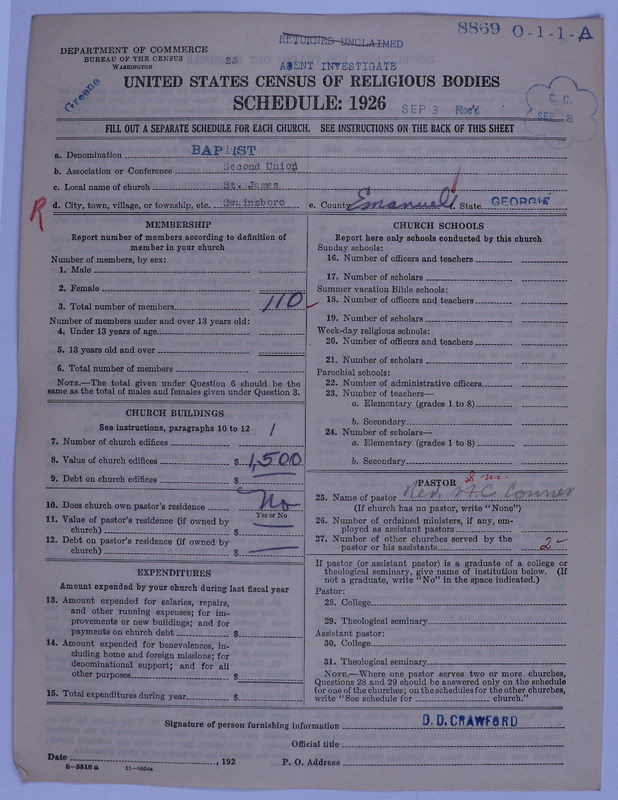 8869 O-1-1-A
RETURNED UNCLAIMED
DEPARTMENT OF COMMERCE
BUREAU OF THE CENSUS
WASHINGTON
23
AGENT INVESTIGATE
Greene
UNITED STATES CENSUS OF RELIGIOUS BODIES
SCHEDULE: 1926
SEP 3 Rec'd
C. C.
SEP 8
FILL OUT A SEPARATE SCHEDULE FOR EACH CHURCH. SEE INSTRUCTIONS ON THE BACK OF THIS SHEET
a. Denomination BAPTIST
b. Association or Conference Second Union
c. Local name of church St. James
d. City, town, village, or township, etc. Swainsboro e. County Emanuel f. State GEORGIA
R
MEMBERSHIP
Report number of members according to definition of
member in your church
Number of members, by sex:
1. Male
2. Female
3. Total number of members 110
Number of members under and over 13 years old:
4. Under 13 years of age
5. 13 years old and over
6. Total number of members
NOTE.—The total given under Question 6 should be the
same as the total of males and females given under Question 3.
CHURCH BUILDINGS
See instructions, paragraphs 10 to 12
7. Number of church edifices 1
8. Value of church edifices $ 1,500
9. Debt on church edifices $
10. Does church own pastor's residence No
Yes or No
11. Value of pastor's residence (if owned by
church) $
12. Debt on pastor's residence (if owned by
church) $
EXPENDITURES
Amount expended by church during last fiscal year
13. Amount expended for salaries, repairs,
and other running expenses; for im-
provements or new buildings; and for
payments on church debt $
14. Amount expended for benevolences, in-
cluding home and foreign missions; for
denominational support; and for all
other purposes $
15. Total expenditures during year $
CHURCH SCHOOLS
Report here only schools conducted by this church
Sunday schools:
16. Number of officers and teachers
17. Number of scholars
Summer vacation Bible schools:
18. Number of officers and teachers
19. Number of scholars
Week-day religious schools:
20. Number of officers and teachers
21. Number of scholars
Parochial schools:
22. Number of administrative officers
23. Number of teachers—
a. Elementary (grades 1 to 8)
b. Secondary
24. Number of scholars—
a. Elementary (grades 1 to 8)
b. Secondary
PASTOR
25. Name of pastor Rev. H. C. Conner
(If church has no pastor, write "None")
26. Number of ordained ministers, if any, em-
ployed as assistant pastors
27. Number of other churches served by the
pastor or his assistants 2
If pastor (or assistant pastor) is a graduate of a college or
theological seminary, give name of institution below. (If
not a graduate, write "No" in the space indicated.)
Pastor:
28. College
29. Theological seminary
Assistant pastor:
30. College
31. Theological seminary
NOTE.—Where one pastor serves two or more churches,
Questions 28 and 29 should be answered only on the schedule
for one of the churches; on the schedules for the other churches,
write "See schedule for church."
Signature of person furnishing information D. D. CRAWFORD
Official title
Date , 192 P. O. Address
8—5518a 11—9034a